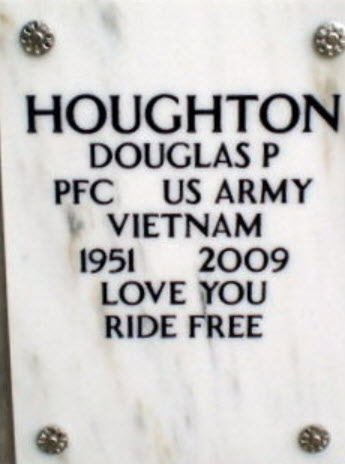 HOUGHTON
DOUGLAS P
PFC US ARMY
VIETNAM
1951 2009
LOVE YOU
RIDE FREE